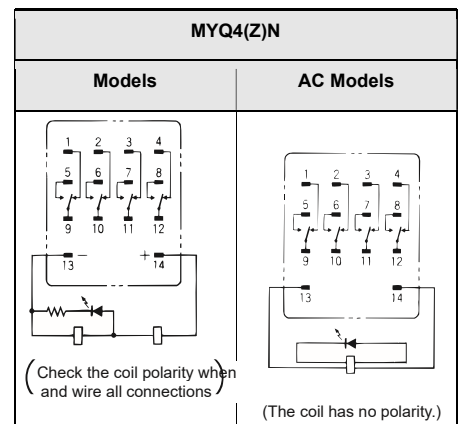 MYQ4(Z)N
Models
AC Models
1 2 3 4
5 6 7 8
9 10 11 12
13 − + 14
(Check the coil polarity when
and wire all connections)
1 2 3 4
5 6 7 8
9 10 11 12
13 14
(The coil has no polarity.)